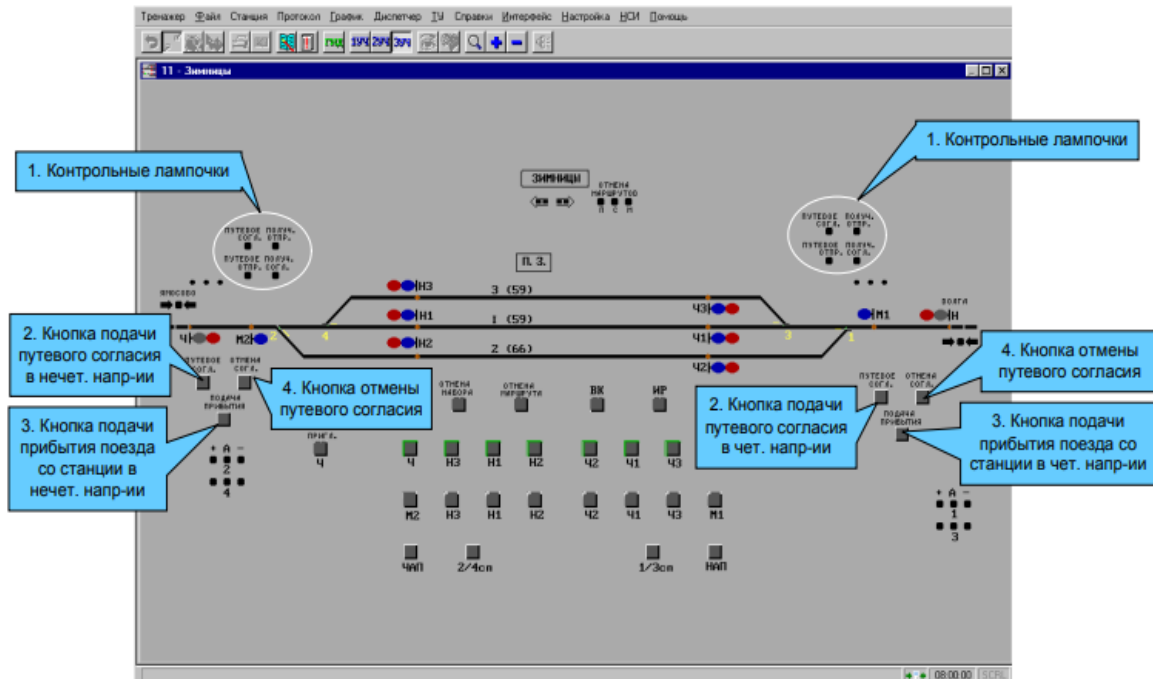 Тренажер Файл Станция Протокол График Диспетчер ТУ Справки Интерфейс Настройка НСИ Помощь
ГИД 1УЧ 2УЧ 3УЧ
11 - Зимницы
1. Контрольные лампочки
1. Контрольные лампочки
ЗИМНИЦЫ
ОТМЕНА
МАРШРУТОВ
П С М
ПУТЕВОЕ ПОЛУЧ.
СОГЛ. ОТПР.
ПУТЕВОЕ ПОЛУЧ.
ОТПР. СОГЛ.
ПУТЕВОЕ ПОЛУЧ.
СОГЛ. ОТПР.
ПУТЕВОЕ ПОЛУЧ.
ОТПР. СОГЛ.
П. 3.
Н3 3 (59)
ВОЛГА
Ч3 М1 Н
Н1 1 (59)
Ч М2 2 4 Н2 2 (66) Ч1 3 1
Ч2
2. Кнопка подачи
путевого согласия
в нечет. напр-ии
ПУТЕВОЕ
СОГЛ.
ОТМЕНА
СОГЛ.
4. Кнопка отмены
путевого согласия
ПОДАЧА
ПРИБЫТИЯ
3. Кнопка подачи
прибытия поезда
со станции в
нечет. напр-ии
ОТМЕНА
НАБОРА
ОТМЕНА
МАРШРУТА
ВК ИР
2. Кнопка подачи
путевого согласия
в чет. напр-ии
ПУТЕВОЕ
СОГЛ.
ОТМЕНА
СОГЛ.
4. Кнопка отмены
путевого согласия
ПОДАЧА
ПРИБЫТИЯ
3. Кнопка подачи
прибытия поезда со
станции в чет. напр-ии
ПРИГЛ.
Ч
+ А -
2
4
Ч Н3 Н1 Н2 Ч2 Ч1 Ч3
М2 Н3 Н1 Н2 Ч2 Ч1 Ч3 М1
+ А -
1
3
ЧАП 2/4сп 1/3сп НАП
08:00:00 SCRL